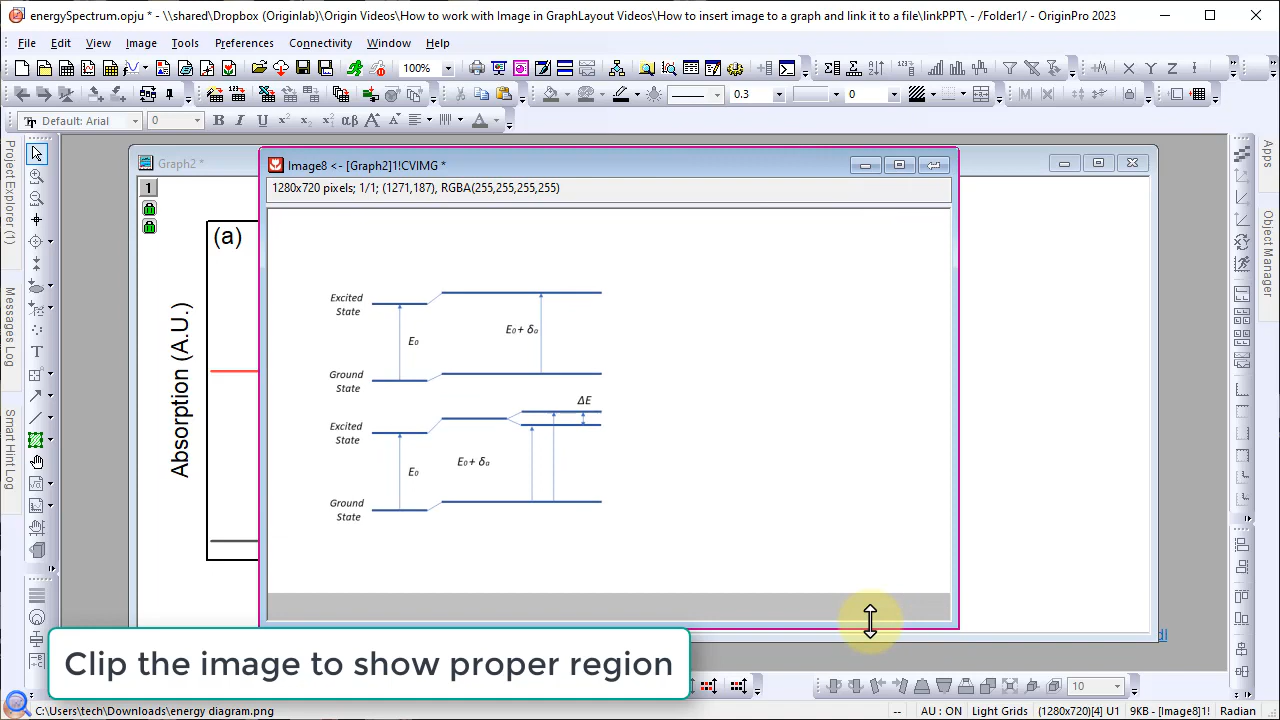 energySpectrum.opju * - \\shared\Dropbox (Originlab)\Origin Videos\How to work with Image in GraphLayout Videos\How to insert image to a graph and link it to a file\linkPPT\ - /Folder1/ - OriginPro 2023
File Edit View Image Tools Preferences Connectivity Window Help
100%
0.3 0
Default: Arial 0 B I U αβ A A A
Project Explorer (1)
Messages Log
Smart Hint Log
Apps
Object Manager
Graph2 *
1
Image8 <- [Graph2]1!CVIMG *
1280x720 pixels; 1/1; (1271,187), RGBA(255,255,255,255)
(a)
Absorption (A.U.)
Excited
State
E₀
E₀ + δₐ
Ground
State
ΔE
Excited
State
E₀
E₀ + δₐ
Ground
State
Clip the image to show proper region
10
C:\Users\tech\Downloads\energy diagram.png -- AU : ON Light Grids (1280x720)[4] U1 9KB - [Image8]1! Radian